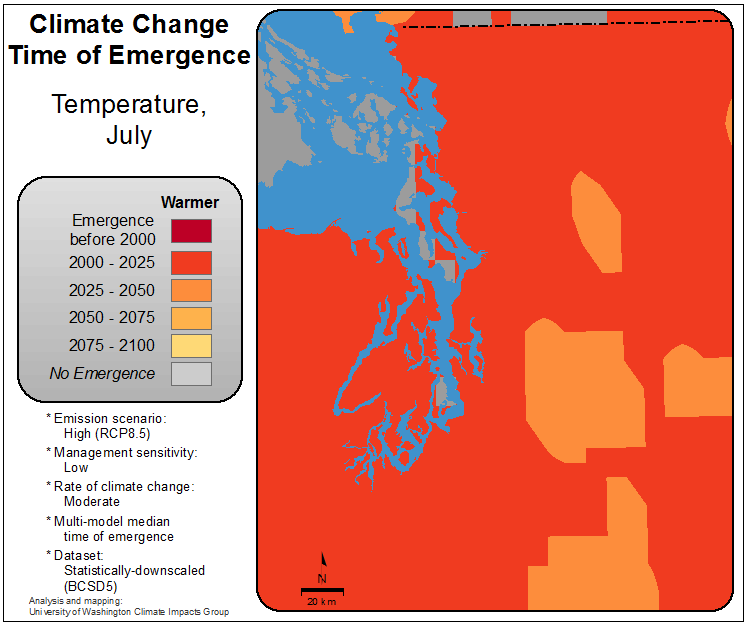 Climate Change
Time of Emergence
Temperature,
July
Warmer
Emergence
before 2000
2000 - 2025
2025 - 2050
2050 - 2075
2075 - 2100
No Emergence
* Emission scenario:
High (RCP8.5)
* Management sensitivity:
Low
* Rate of climate change:
Moderate
* Multi-model median
time of emergence
* Dataset:
Statistically-downscaled
(BCSD5)
Analysis and mapping:
University of Washington Climate Impacts Group
N
20 km